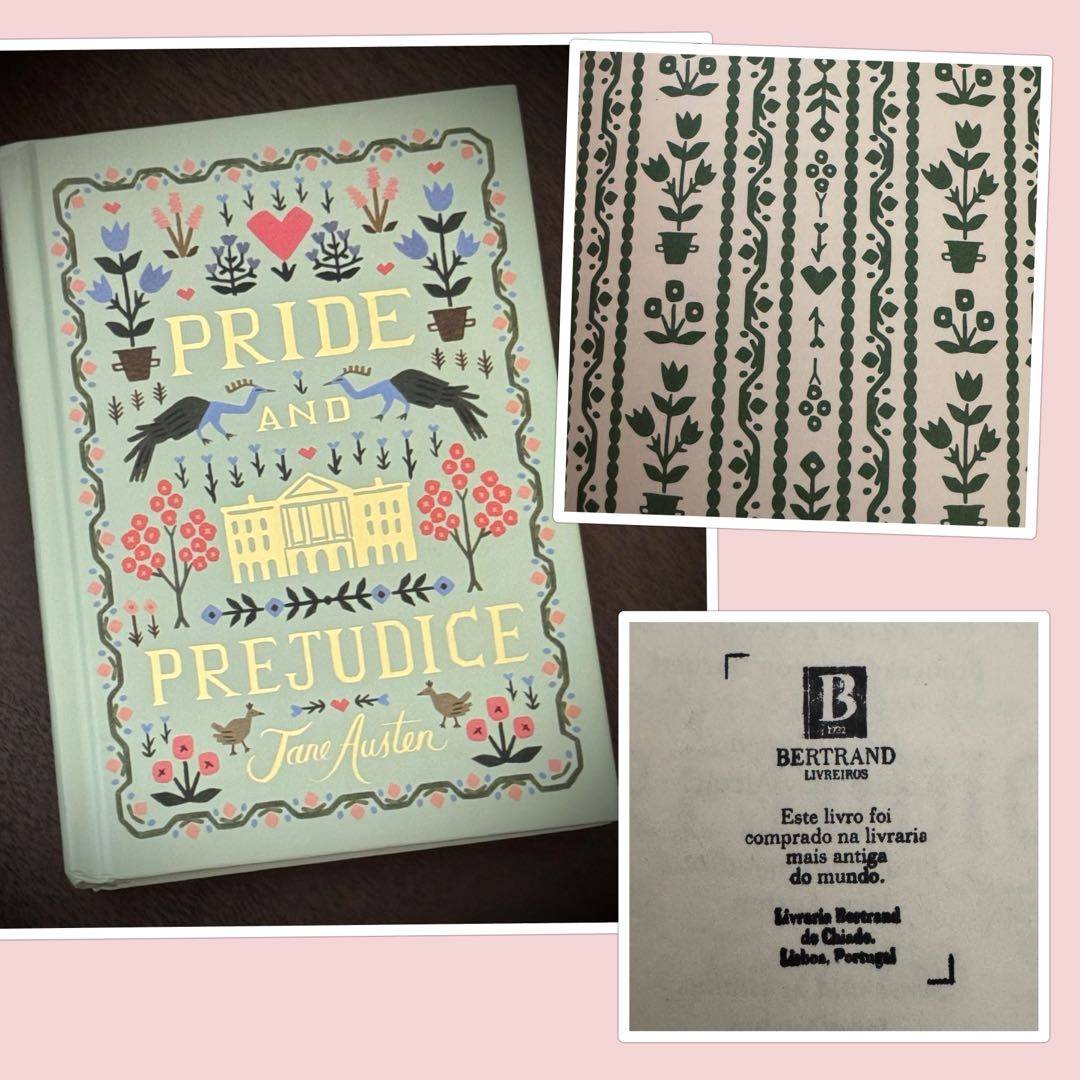 PRIDE
AND
PREJUDICE
Jane Austen
B
1732
BERTRAND
LIVREIROS
Este livro foi
comprado na livraria
mais antiga
do mundo.
Livraria Bertrand
do Chiado.
Lisboa, Portugal